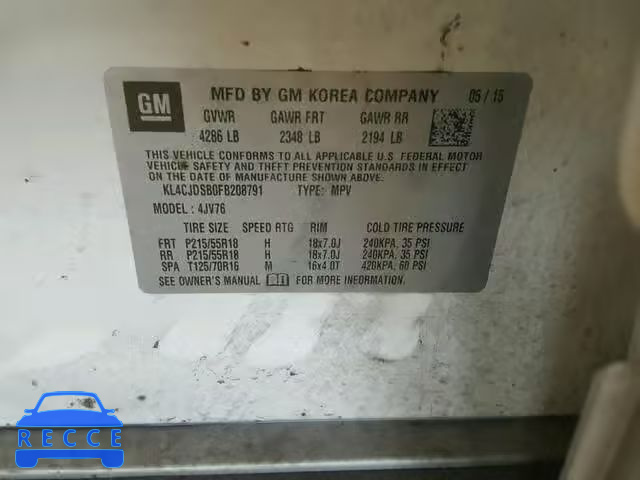 GM
MFD BY GM KOREA COMPANY 05 / 15
GVWR GAWR FRT GAWR RR
4286 LB 2348 LB 2194 LB
THIS VEHICLE CONFORMS TO ALL APPLICABLE U.S. FEDERAL MOTOR
VEHICLE SAFETY AND THEFT PREVENTION STANDARDS IN EFFECT
ON THE DATE OF MANUFACTURE SHOWN ABOVE.
KL4CJDSB0FB208791 TYPE: MPV
MODEL: 4JV76
TIRE SIZE SPEED RTG RIM COLD TIRE PRESSURE
FRT P215/55R18 H 18x7.0J 240KPA, 35 PSI
RR P215/55R18 H 18x7.0J 240KPA, 35 PSI
SPA T125/70R16 M 16x4.0T 420KPA, 60 PSI
SEE OWNER'S MANUAL FOR MORE INFORMATION.
RECCE